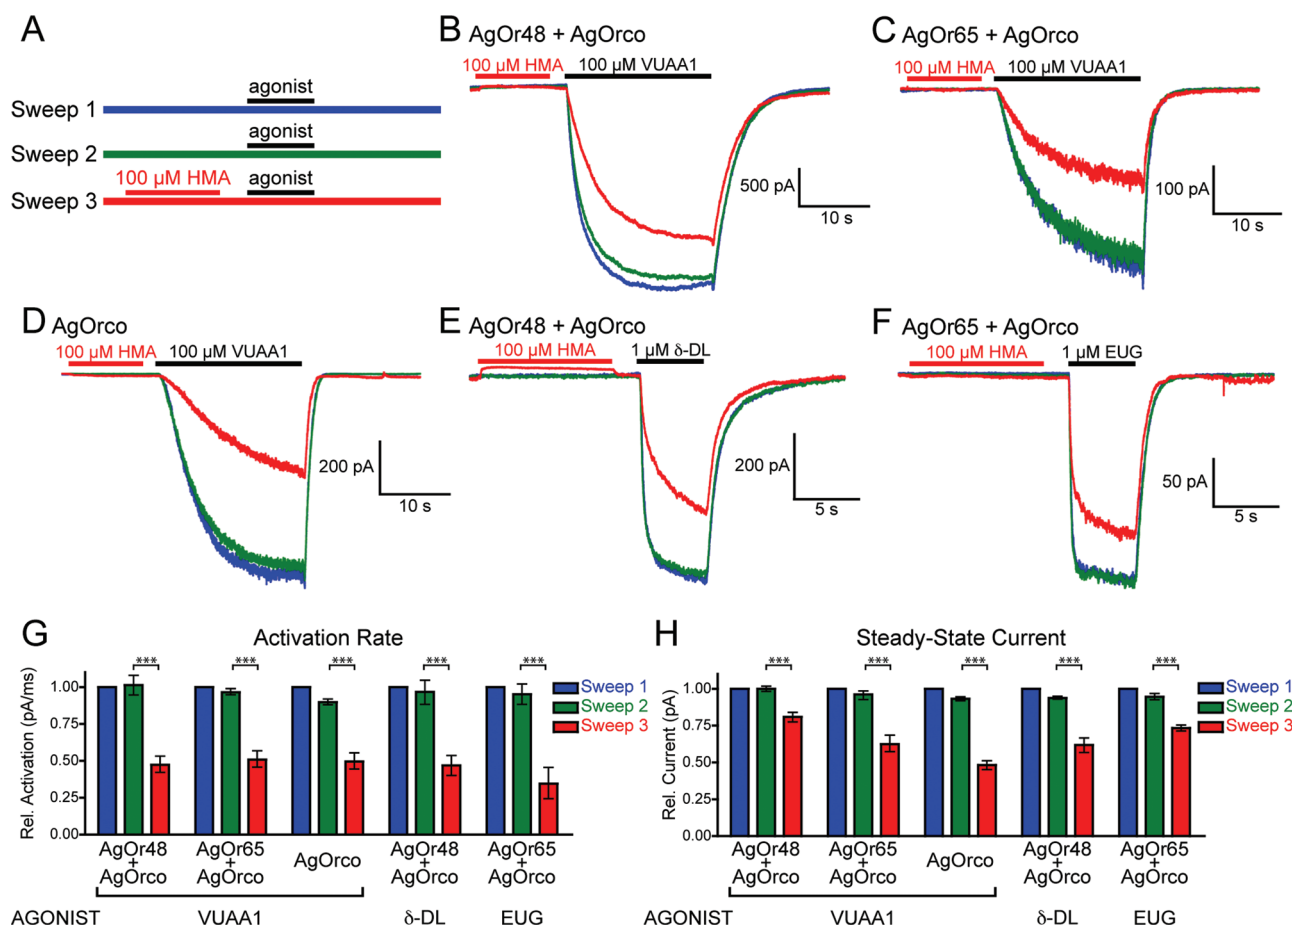 A
agonist
Sweep 1
agonist
Sweep 2
100 µM HMA
agonist
Sweep 3
B AgOr48 + AgOrco
100 µM HMA
100 µM VUAA1
500 pA
10 s
C AgOr65 + AgOrco
100 µM HMA
100 µM VUAA1
100 pA
10 s
D AgOrco
100 µM HMA
100 µM VUAA1
200 pA
10 s
E AgOr48 + AgOrco
100 µM HMA
1 µM δ-DL
200 pA
5 s
F AgOr65 + AgOrco
100 µM HMA
1 µM EUG
50 pA
5 s
G Activation Rate
Rel. Activation (pA/ms)
1.00
0.75
0.50
0.25
0.00
*** *** *** *** ***
Sweep 1
Sweep 2
Sweep 3
AgOr48 AgOr65 AgOrco AgOr48 AgOr65
+ + + +
AgOrco AgOrco AgOrco AgOrco
AGONIST VUAA1 δ-DL EUG
H Steady-State Current
Rel. Current (pA)
1.00
0.75
0.50
0.25
0.00
*** *** *** *** ***
Sweep 1
Sweep 2
Sweep 3
AgOr48 AgOr65 AgOrco AgOr48 AgOr65
+ + + +
AgOrco AgOrco AgOrco AgOrco
AGONIST VUAA1 δ-DL EUG